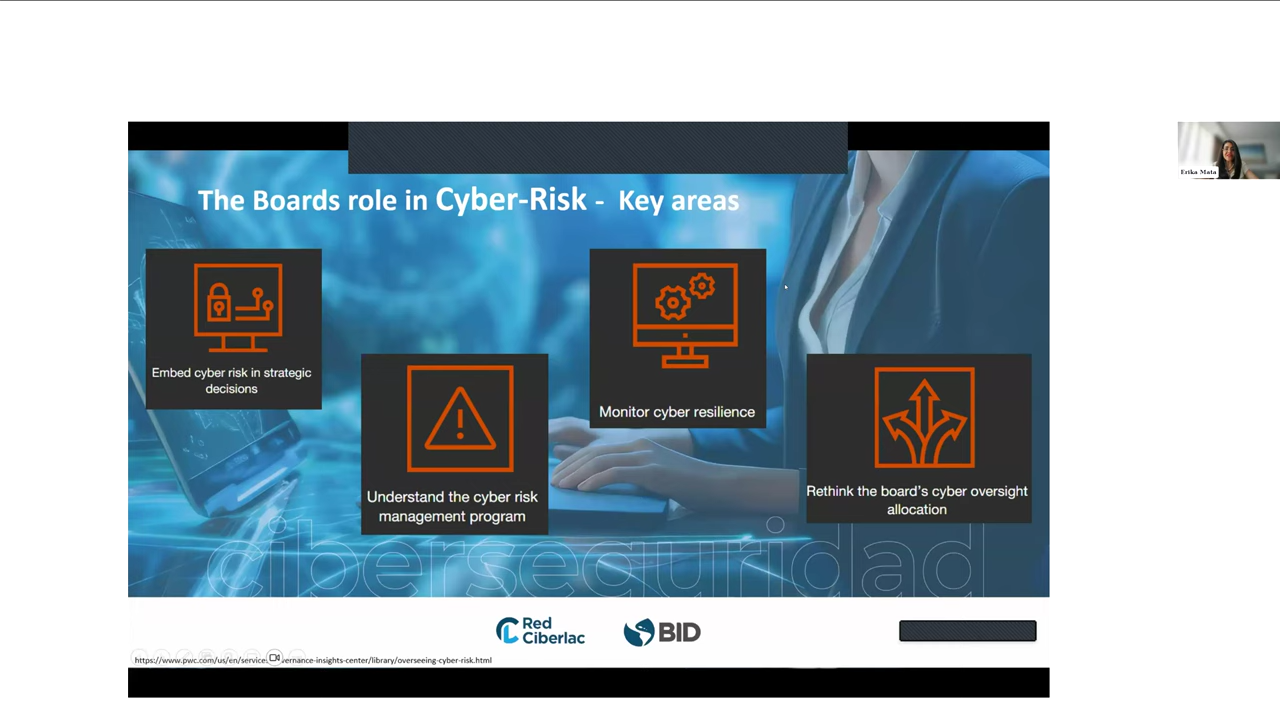 The Boards role in Cyber-Risk - Key areas
Erika Mata
Embed cyber risk in strategic
decisions
Understand the cyber risk
management program
Monitor cyber resilience
Rethink the board's cyber oversight
allocation
ciberseguridad
Red
Ciberlac
BID
https://www.pwc.com/us/en/service
vernance-insights-center/library/overseeing-cyber-risk.html